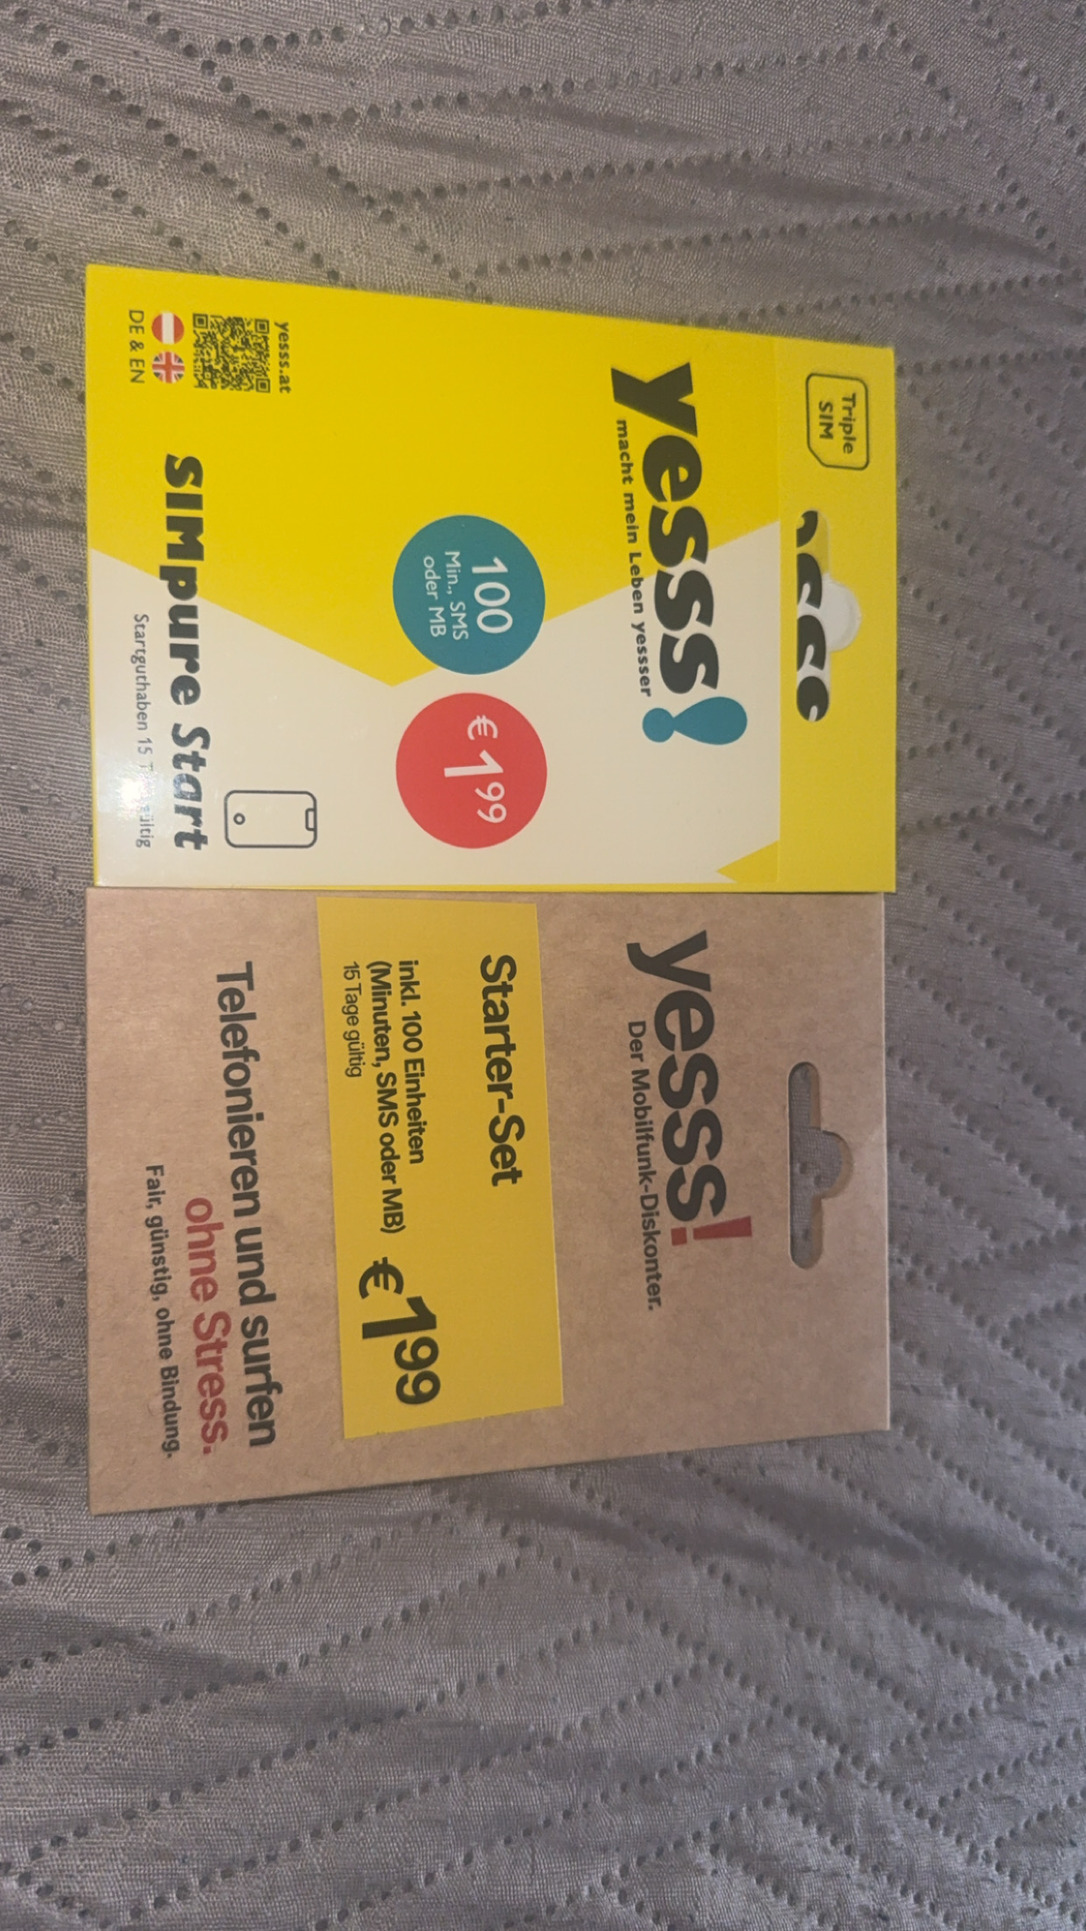 Triple
SIM
yesss!
macht mein Leben yessser
100
Min., SMS
oder MB
€ 1⁹⁹
yesss.at
DE & EN
SIMpure Start
Startguthaben 15
yesss!
Der Mobilfunk-Diskonter.
Starter-Set
inkl. 100 Einheiten
(Minuten, SMS oder MB)
15 Tage gültig
€ 1⁹⁹
Telefonieren und surfen
ohne Stress.
Fair, günstig, ohne Bindung.